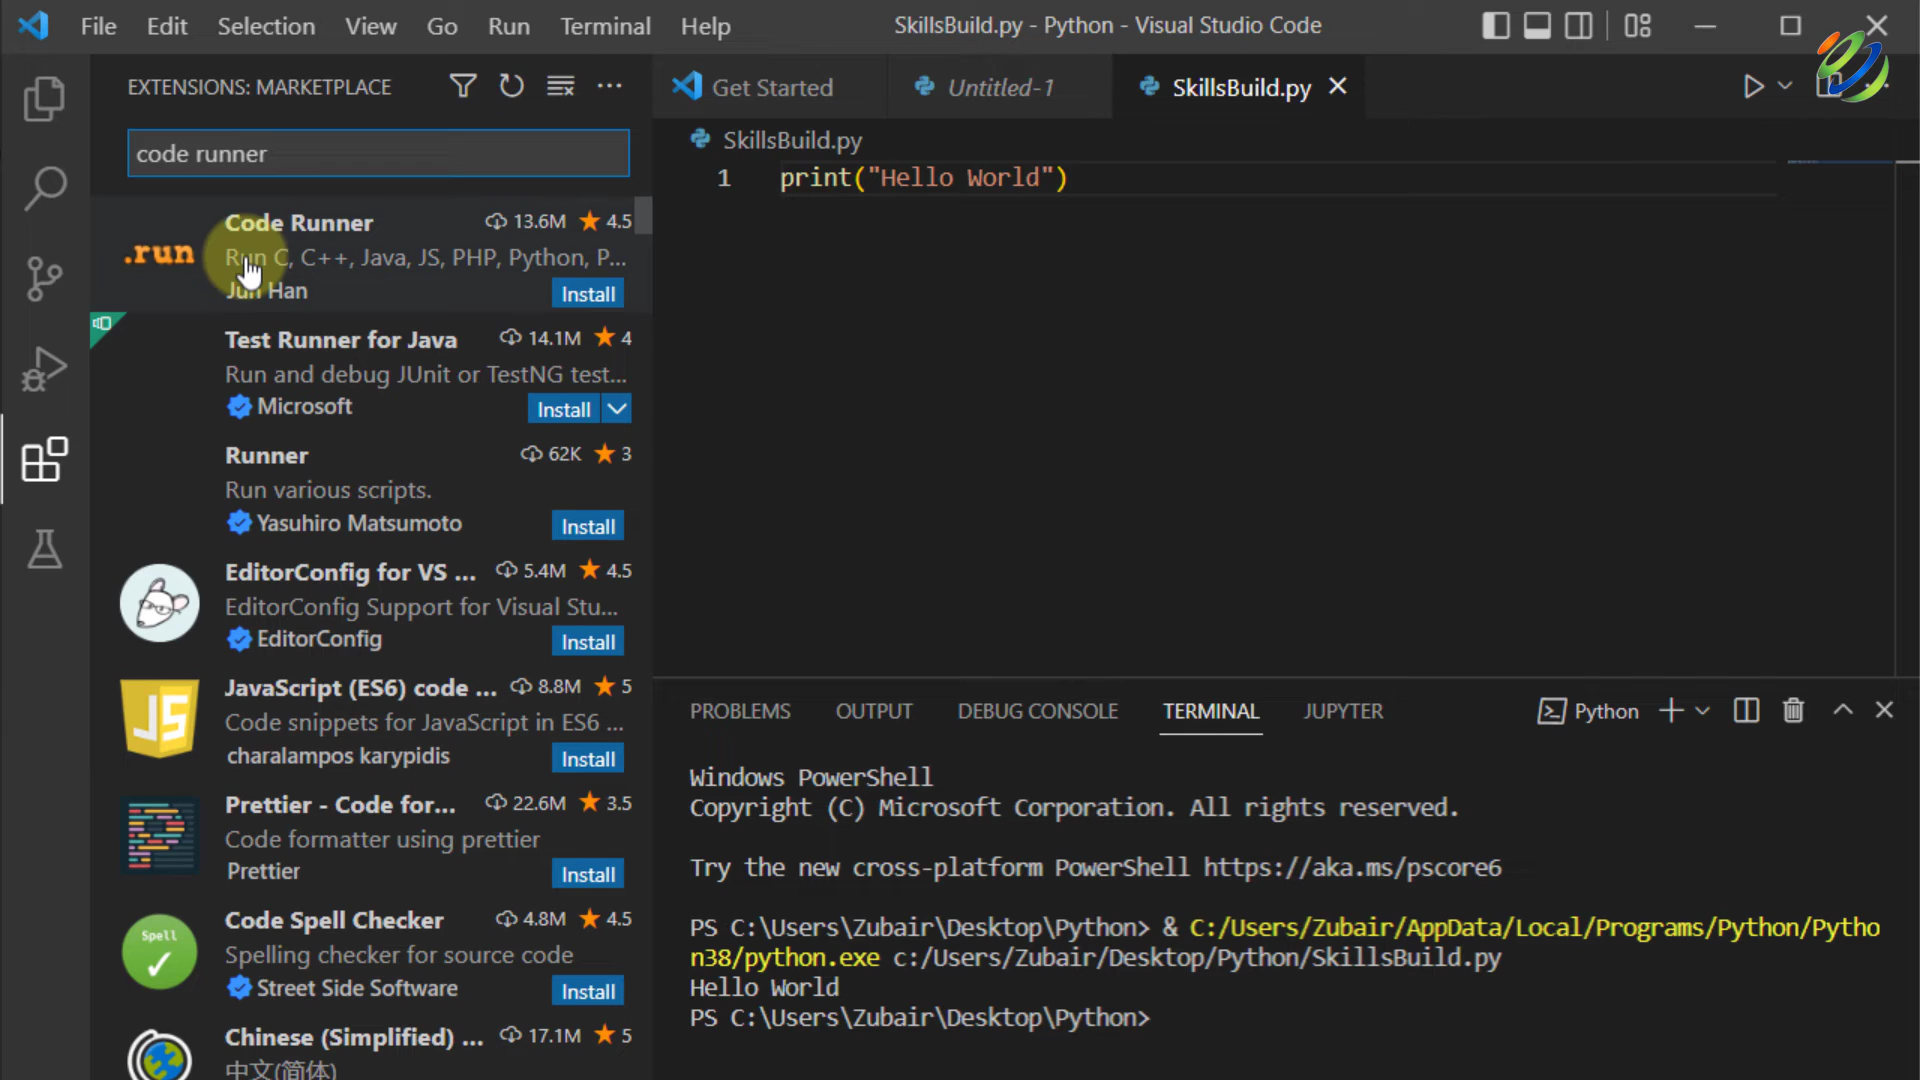 File Edit Selection View Go Run Terminal Help
SkillsBuild.py - Python - Visual Studio Code
EXTENSIONS: MARKETPLACE
code runner
.run
Code Runner 13.6M 4.5
Run C, C++, Java, JS, PHP, Python, P...
Jun Han Install
Test Runner for Java 14.1M 4
Run and debug JUnit or TestNG test...
Microsoft Install
Runner 62K 3
Run various scripts.
Yasuhiro Matsumoto Install
EditorConfig for VS ... 5.4M 4.5
EditorConfig Support for Visual Stu...
EditorConfig Install
JS
JavaScript (ES6) code ... 8.8M 5
Code snippets for JavaScript in ES6 ...
charalampos karypidis Install
Prettier - Code for... 22.6M 3.5
Code formatter using prettier
Prettier Install
Spell
Code Spell Checker 4.8M 4.5
Spelling checker for source code
Street Side Software Install
Chinese (Simplified) ... 17.1M 5
中文(简体)
Get Started Untitled-1 SkillsBuild.py
SkillsBuild.py
1 print("Hello World")
PROBLEMS OUTPUT DEBUG CONSOLE TERMINAL JUPYTER Python
Windows PowerShell
Copyright (C) Microsoft Corporation. All rights reserved.
Try the new cross-platform PowerShell https://aka.ms/pscore6
PS C:\Users\Zubair\Desktop\Python> & C:/Users/Zubair/AppData/Local/Programs/Python/Pytho
n38/python.exe c:/Users/Zubair/Desktop/Python/SkillsBuild.py
Hello World
PS C:\Users\Zubair\Desktop\Python>